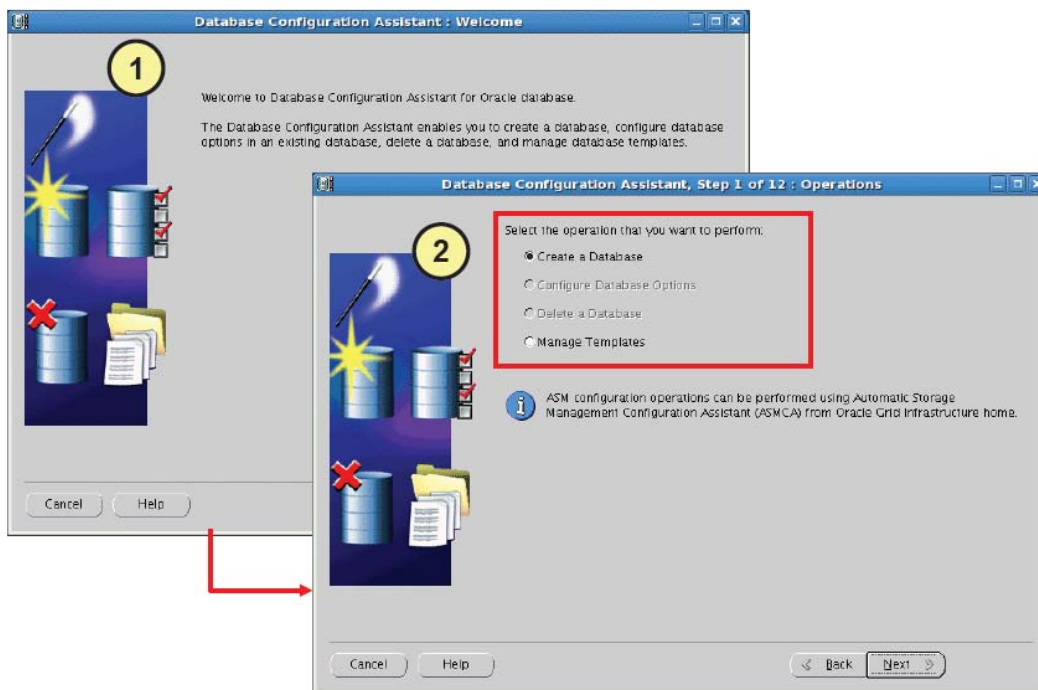 Database Configuration Assistant : Welcome
1
Welcome to Database Configuration Assistant for Oracle database.
The Database Configuration Assistant enables you to create a database, configure database
options in an existing database, delete a database, and manage database templates.
Cancel
Help
Database Configuration Assistant, Step 1 of 12 : Operations
2
Select the operation that you want to perform:
Create a Database
Configure Database Options
Delete a Database
Manage Templates
ASM configuration operations can be performed using Automatic Storage
Management Configuration Assistant (ASMCA) from Oracle Grid Infrastructure home.
Cancel
Help
Back
Next